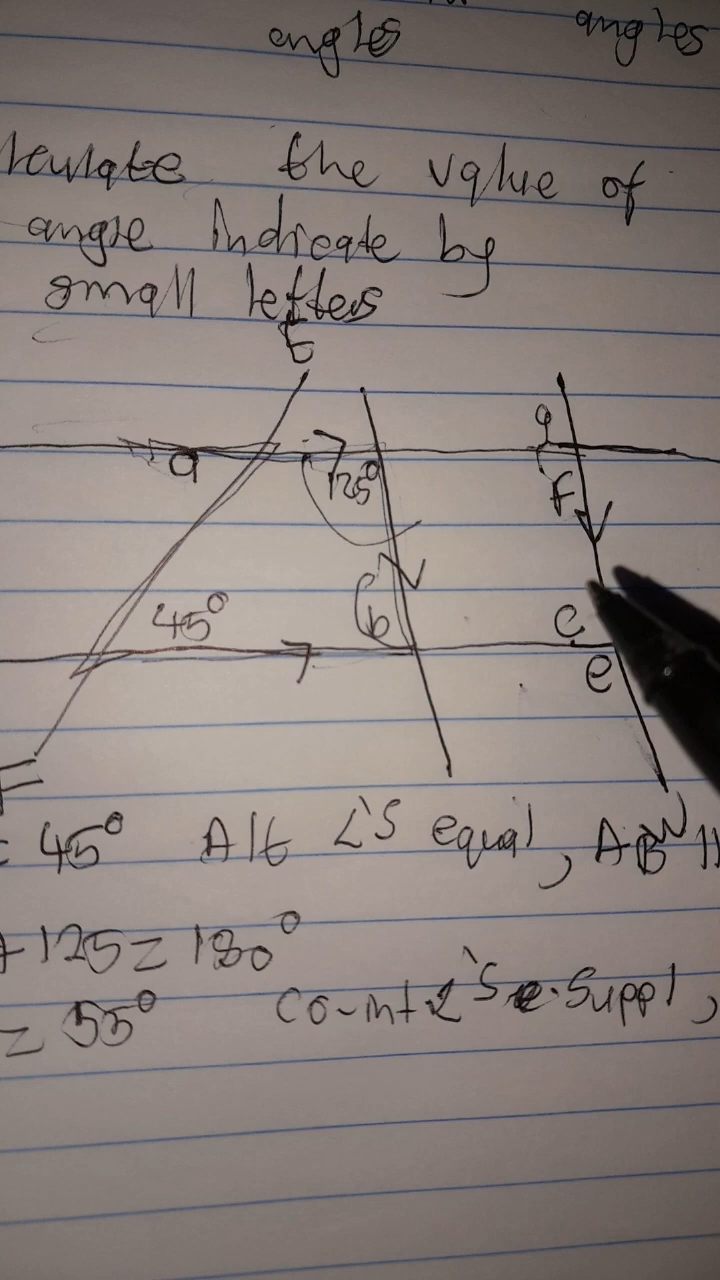 angles angles
lculate the value of
angle indicate by
small letters
t
g
a 125°
f
45° b c
e
F
= 45° Alt L'S equal, AB ||
+ 125 = 180°
= 55° Co-int L'S Suppl,